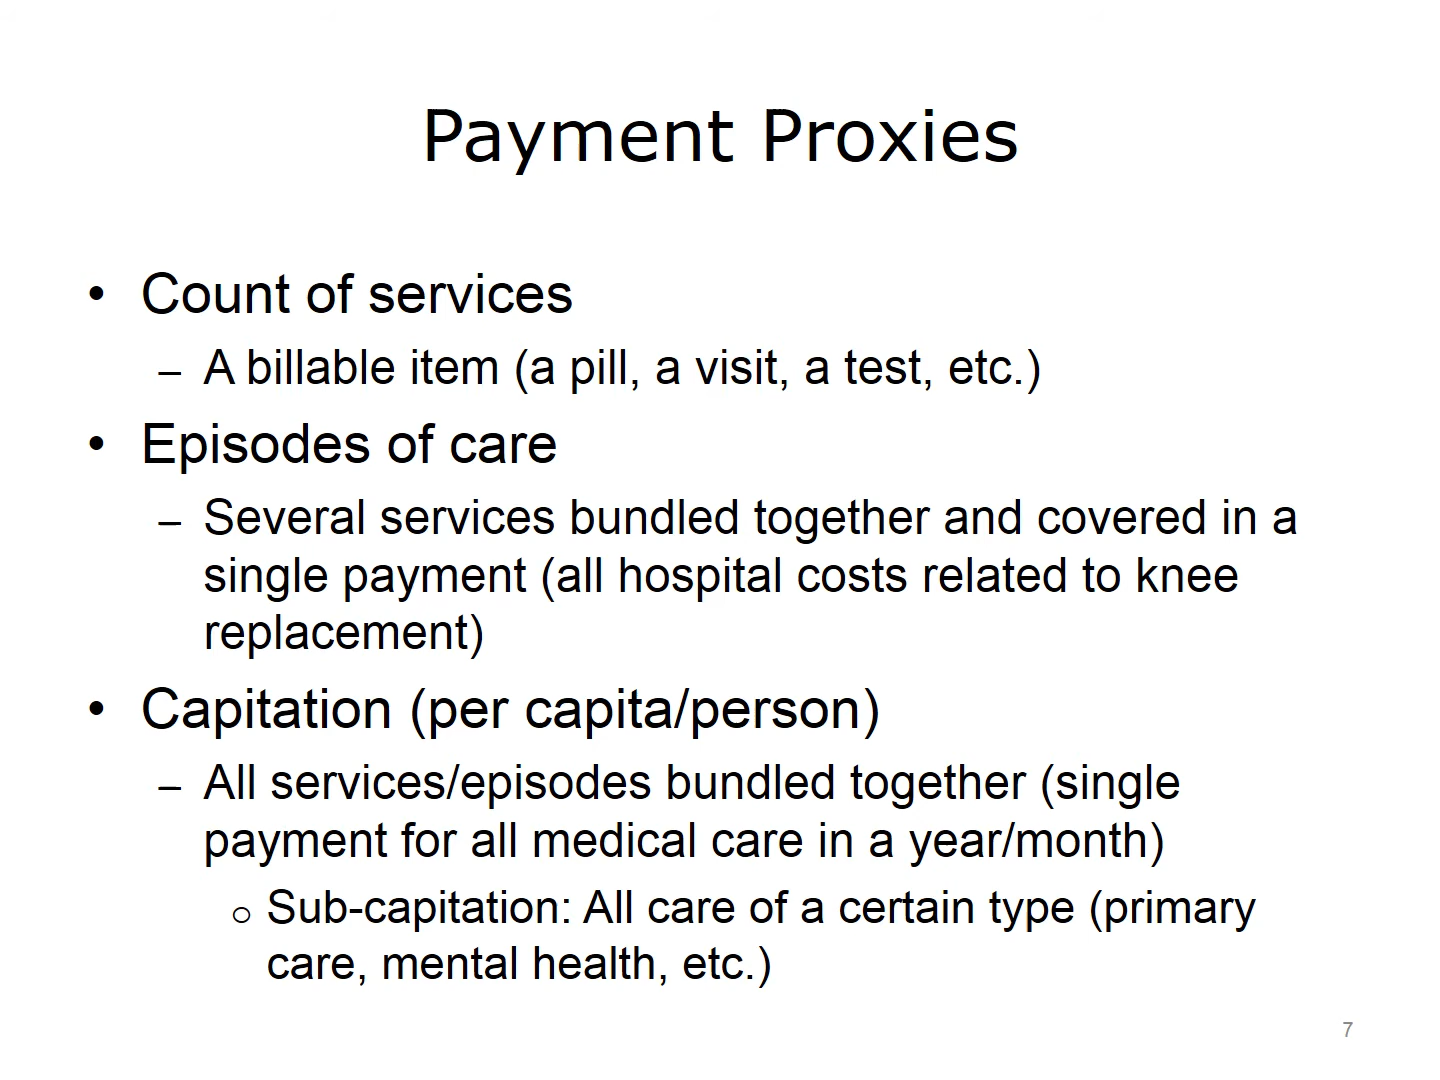 Payment Proxies
• Count of services
– A billable item (a pill, a visit, a test, etc.)
• Episodes of care
– Several services bundled together and covered in a
single payment (all hospital costs related to knee
replacement)
• Capitation (per capita/person)
– All services/episodes bundled together (single
payment for all medical care in a year/month)
o Sub-capitation: All care of a certain type (primary
care, mental health, etc.)
7